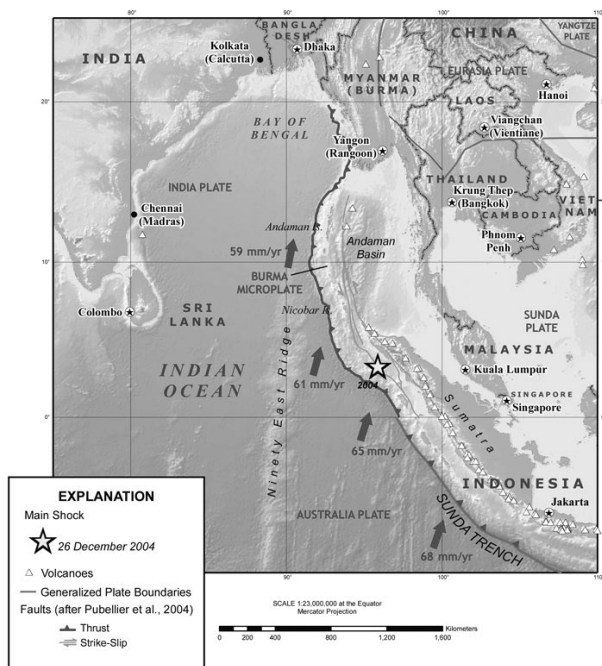 80°
90°
100°
110°
YANGTZE
PLATE
BANGLA
DESH
INDIA
Kolkata
(Calcutta)
Dhaka
CHINA
EURASIA PLATE
MYANMAR
(BURMA)
Hanoi
20°
LAOS
BAY OF
BENGAL
Viangchan
(Vientiane)
Yangon
(Rangoon)
INDIA PLATE
THAILAND
Krung Thep
(Bangkok)
VIET-
NAM
CAMBODIA
Chennai
(Madras)
Phnom
Penh
Andaman
Andaman
Basin
59 mm/yr
10°
BURMA
MICROPLATE
Nicobar
SRI
LANKA
Colombo
SUNDA
PLATE
MALAYSIA
Kuala Lumpur
INDIAN
OCEAN
2004
61 mm/yr
SINGAPORE
Singapore
0°
Sumatra
Ninety East Ridge
65 mm/yr
INDONESIA
Jakarta
AUSTRALIA PLATE
SUNDA TRENCH
68 mm/yr
90°
100°
110°
EXPLANATION
Main Shock
26 December 2004
Volcanoes
Generalized Plate Boundaries
Faults (after Pubellier et al., 2004)
Thrust
Strike-Slip
SCALE 1:23,000,000 at the Equator
Mercator Projection
Kilometers
0 200 400 800 1,200 1,600